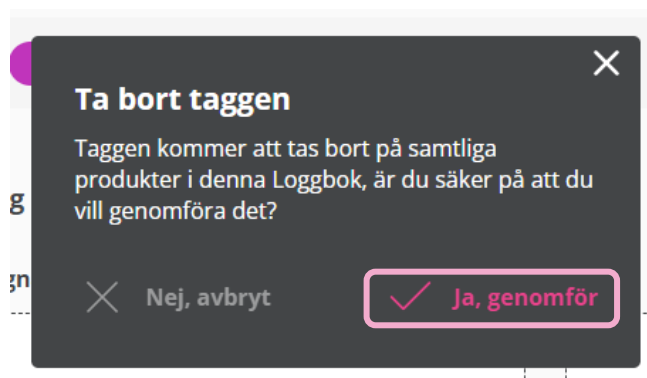 Ta bort taggen
Taggen kommer att tas bort på samtliga
produkter i denna Loggbok, är du säker på att du
vill genomföra det?
g
gn
Nej, avbryt
Ja, genomför